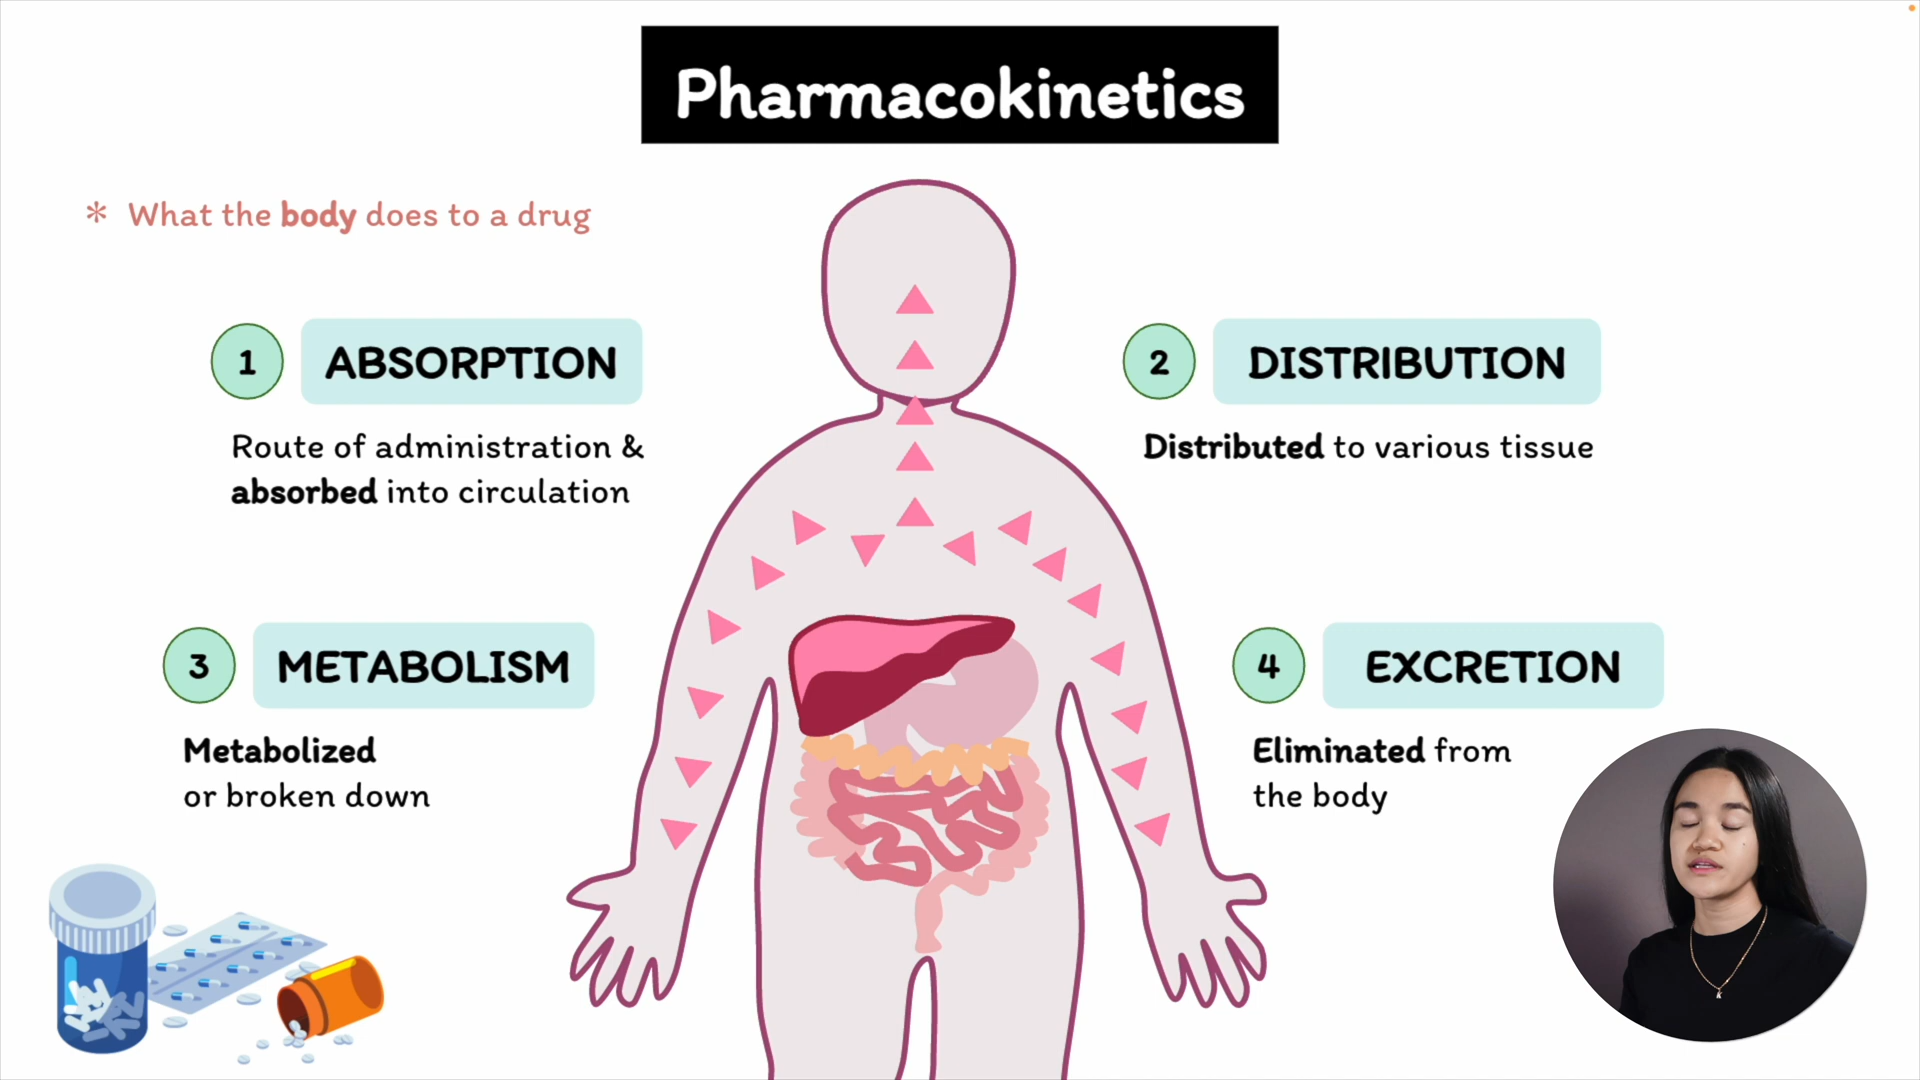 Pharmacokinetics
* What the body does to a drug
1 ABSORPTION
Route of administration &
absorbed into circulation
2 DISTRIBUTION
Distributed to various tissue
3 METABOLISM
Metabolized
or broken down
4 EXCRETION
Eliminated from
the body